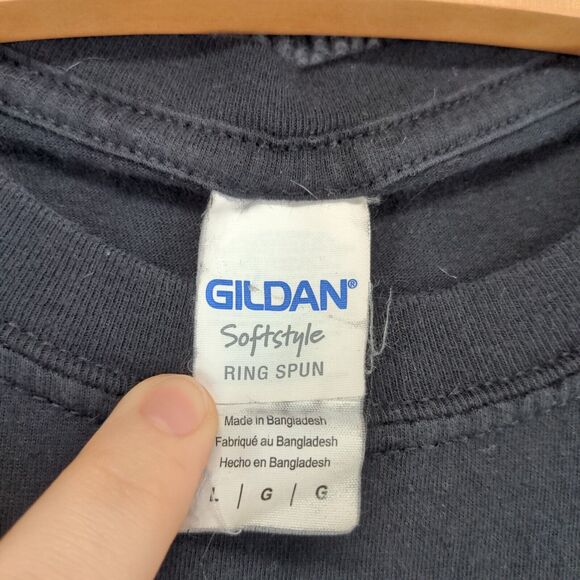 GILDAN®
Softstyle
RING SPUN
Made in Bangladesh
Fabriqué au Bangladesh
Hecho en Bangladesh
L / G / G